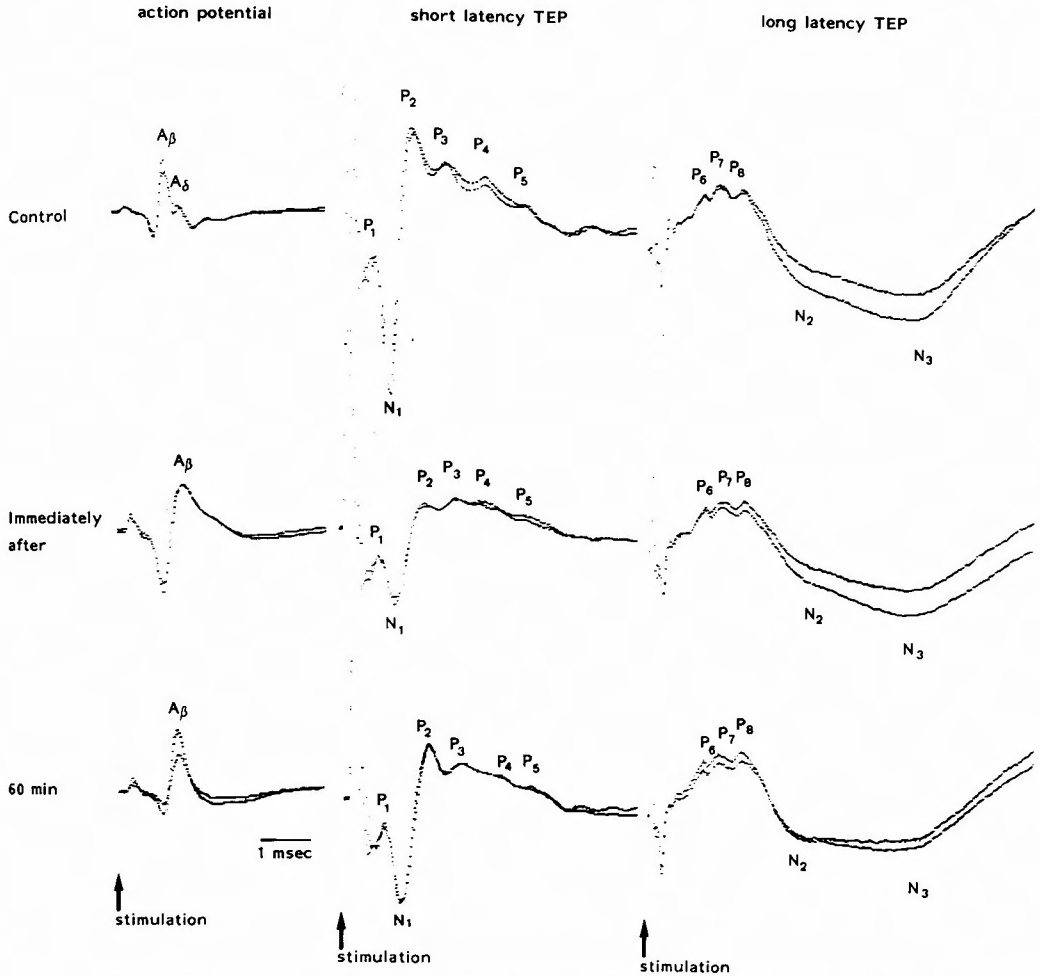 action potential
short latency TEP
long latency TEP
Control
Aβ
Aδ
P1
N1
P2
P3
P4
P5
P6
P7
P8
N2
N3
Immediately
after
Aβ
P1
N1
P2
P3
P4
P5
P6
P7
P8
N2
N3
60 min
Aβ
1 msec
P1
N1
P2
P3
P4
P5
P6
P7
P8
N2
N3
stimulation
stimulation
stimulation